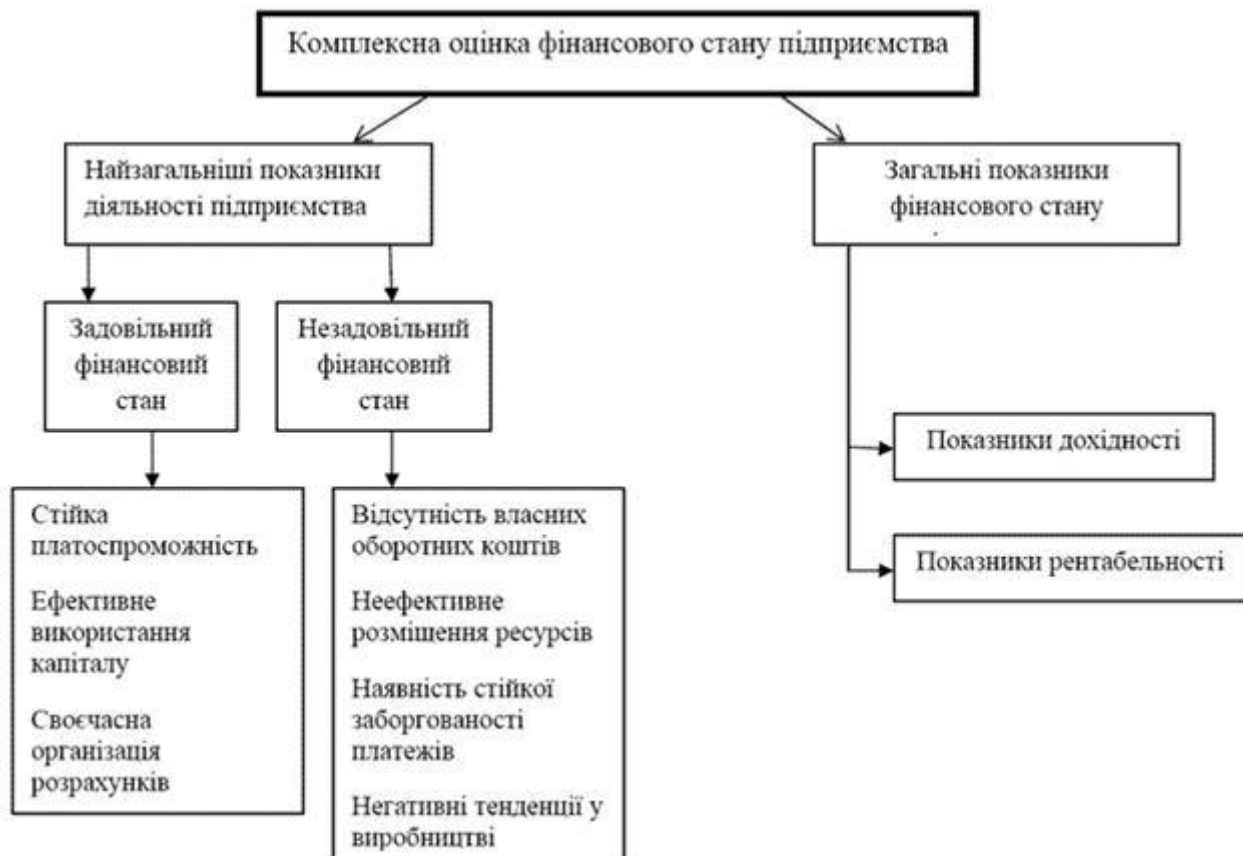 Комплексна оцінка фінансового стану підприємства
Найзагальніші показники
діяльності підприємства
Загальні показники
фінансового стану
Задовільний
фінансовий
стан
Незадовільний
фінансовий
стан
Показники дохідності
Показники рентабельності
Стійка
платоспроможність
Ефективне
використання
капіталу
Своєчасна
організація
розрахунків
Відсутність власних
оборотних коштів
Неефективне
розміщення ресурсів
Наявність стійкої
заборгованості
платежів
Негативні тенденції у
виробництві